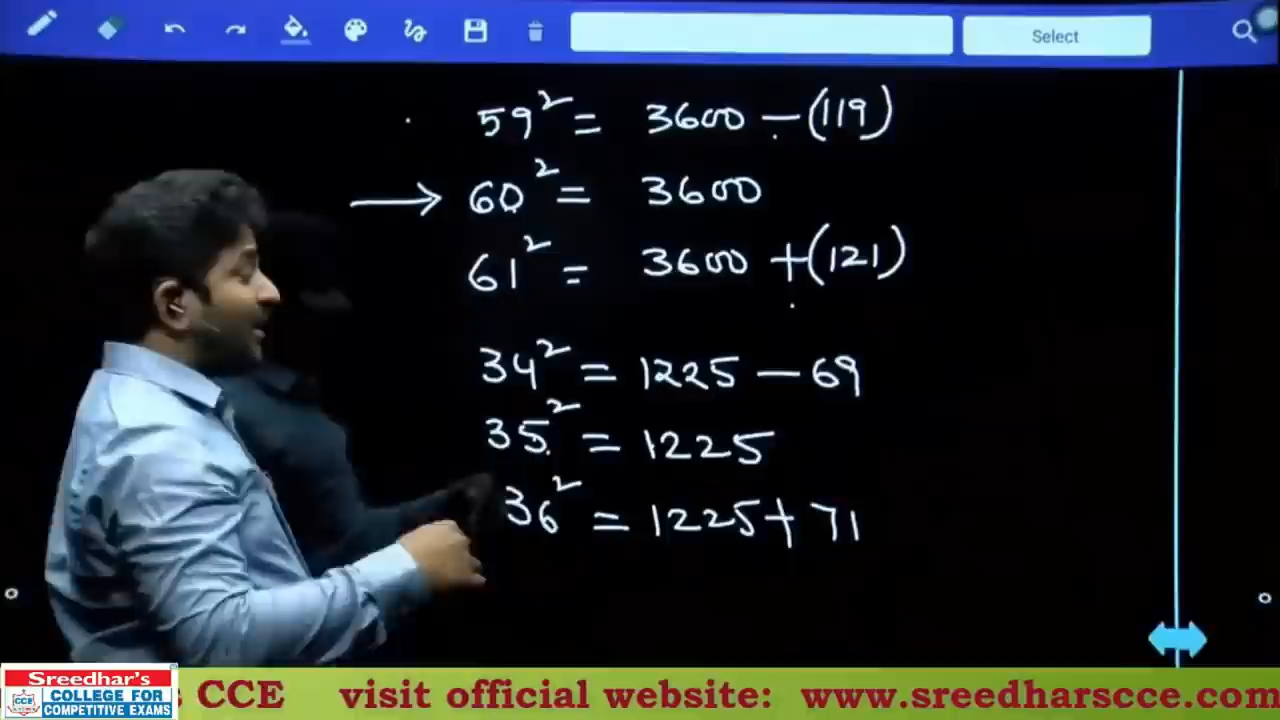 Select
59² = 3600 – (119)
→ 60² = 3600
61² = 3600 + (121)
34² = 1225 – 69
35² = 1225
36² = 1225 + 71
Sreedhar's
CCE
COLLEGE FOR
COMPETITIVE EXAMS
CCE visit official website: www.sreedharscce.com